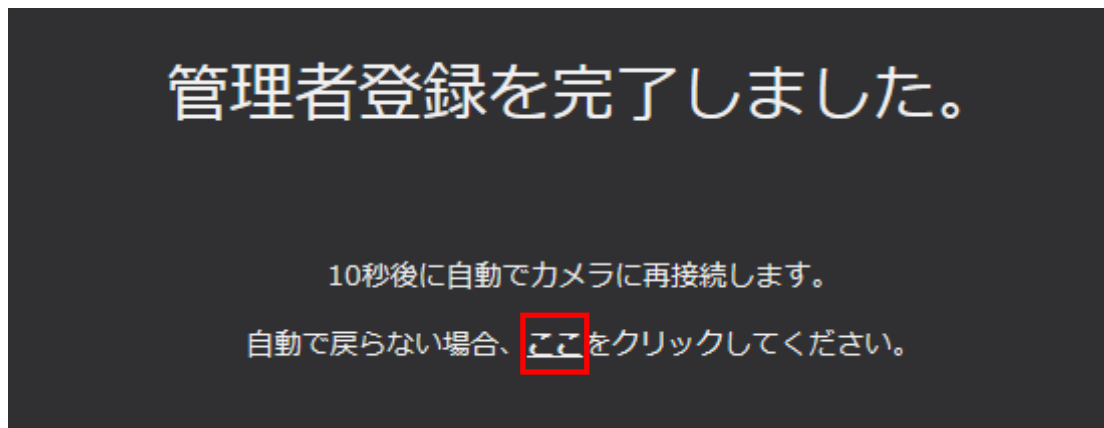 管理者登録を完了しました。
10秒後に自動でカメラに再接続します。
自動で戻らない場合、ここをクリックしてください。